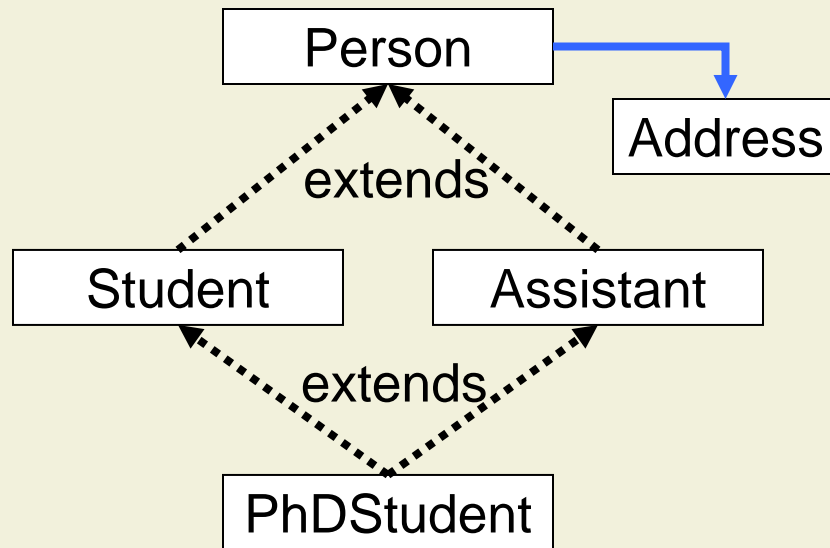 Person
Address
extends
Student
Assistant
extends
PhDStudent